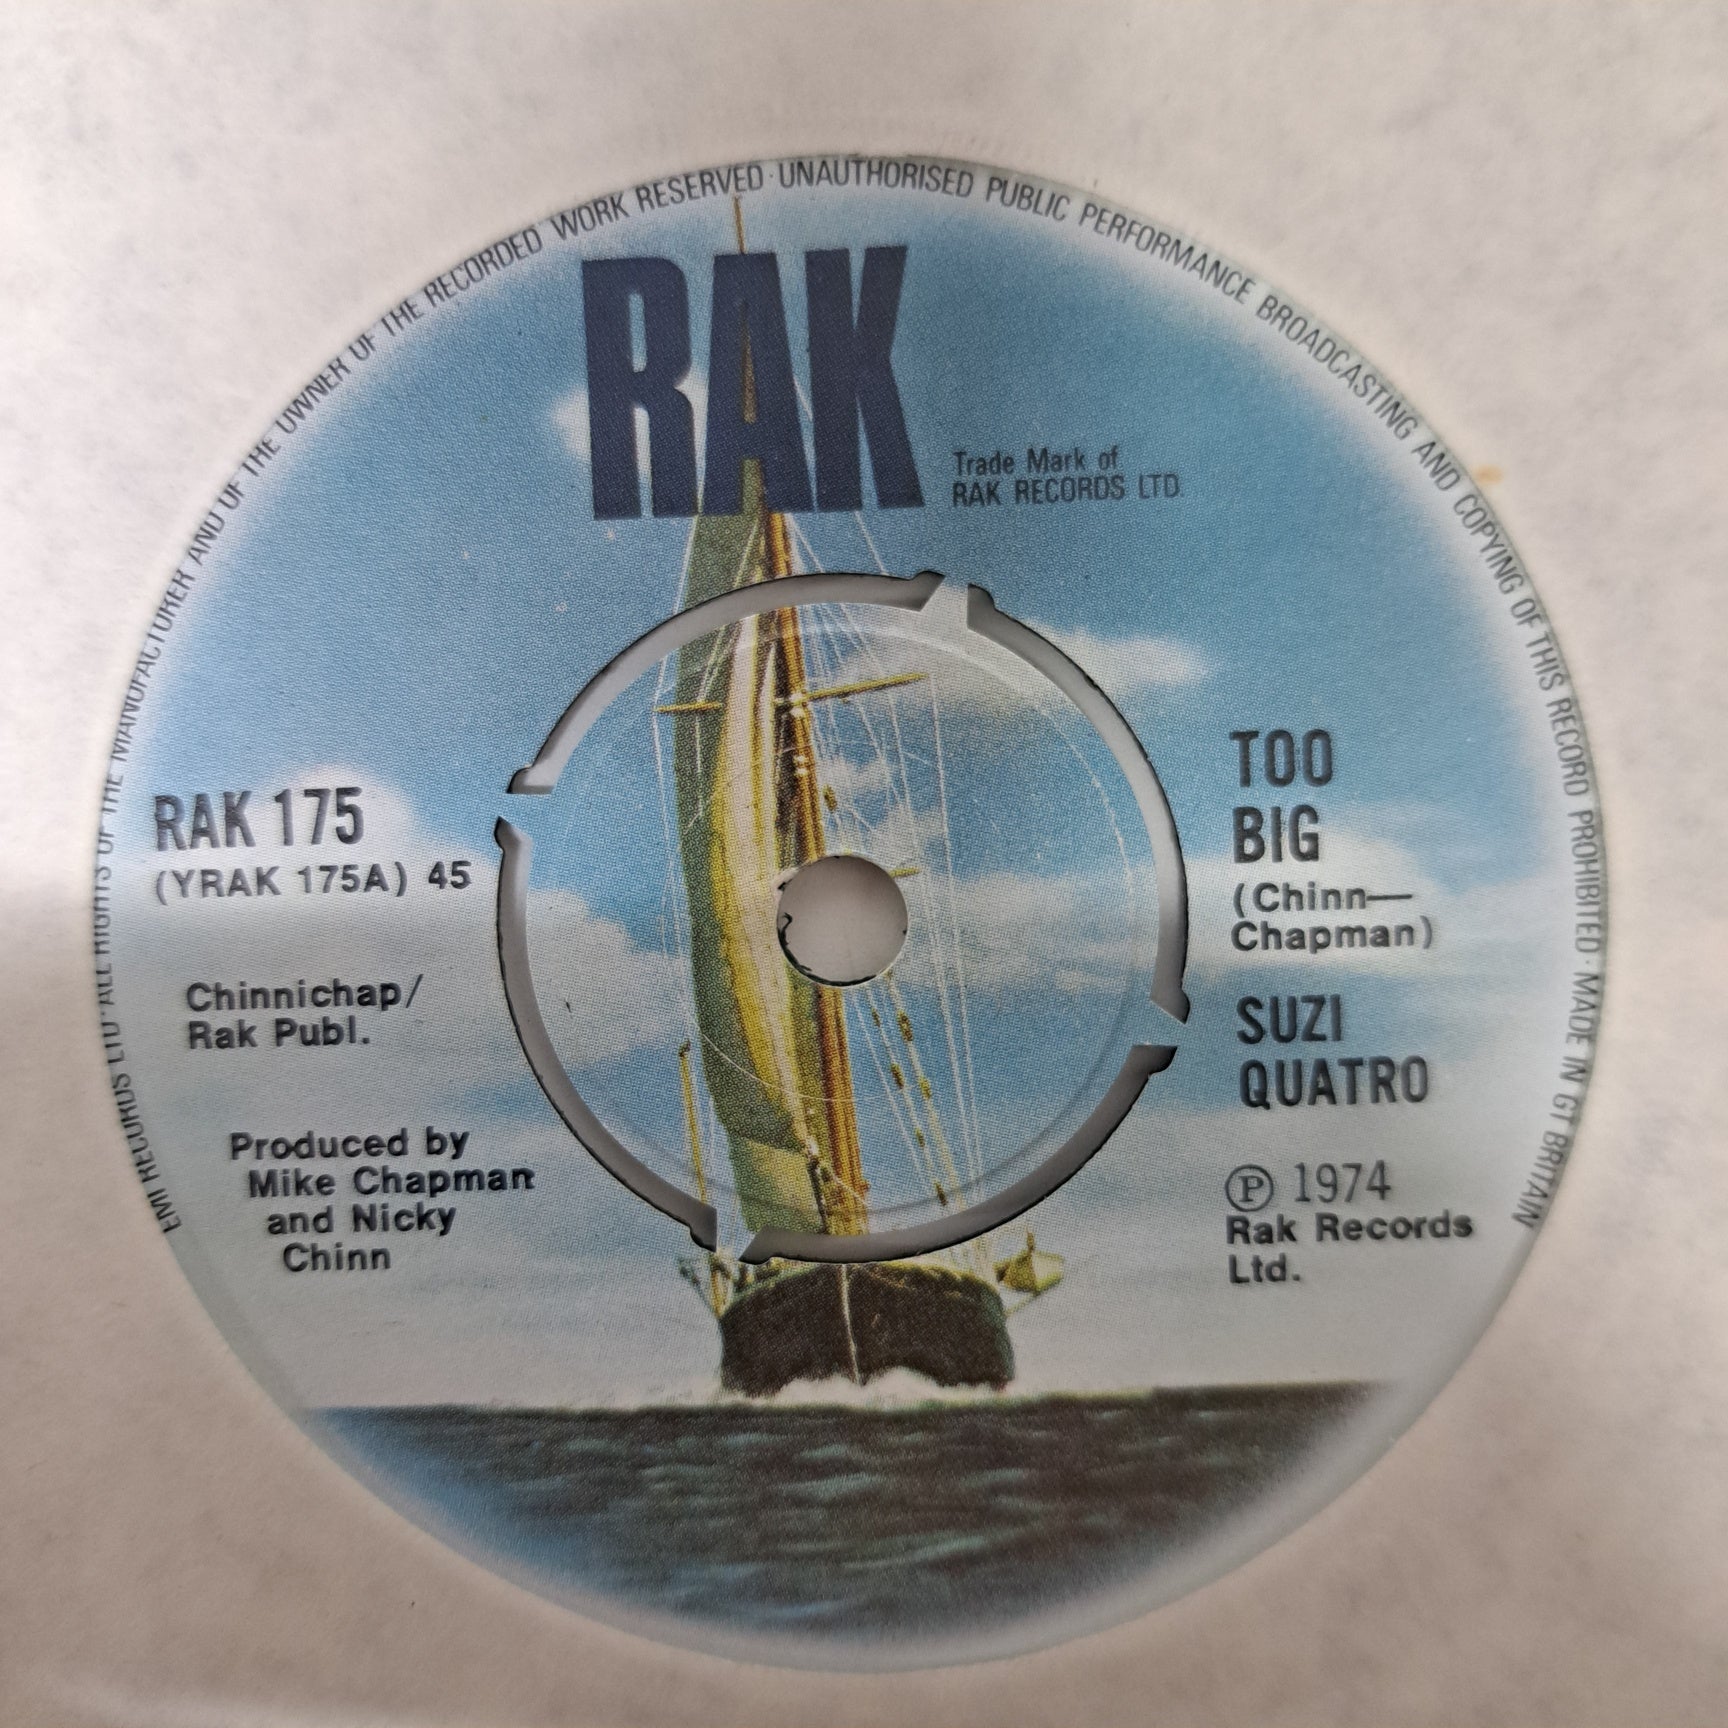 EMI RECORDS LTD · ALL RIGHTS OF THE MANUFACTURER AND OF THE OWNER OF THE RECORDED WORK RESERVED · UNAUTHORISED PUBLIC PERFORMANCE BROADCASTING AND COPYING OF THIS RECORD PROHIBITED · MADE IN GT BRITAIN
RAK
Trade Mark of
RAK RECORDS LTD.
RAK 175
(YRAK 175A) 45
Chinnichap/
Rak Publ.
Produced by
Mike Chapman
and Nicky
Chinn
TOO
BIG
(Chinn—
Chapman)
SUZI
QUATRO
℗ 1974
Rak Records
Ltd.